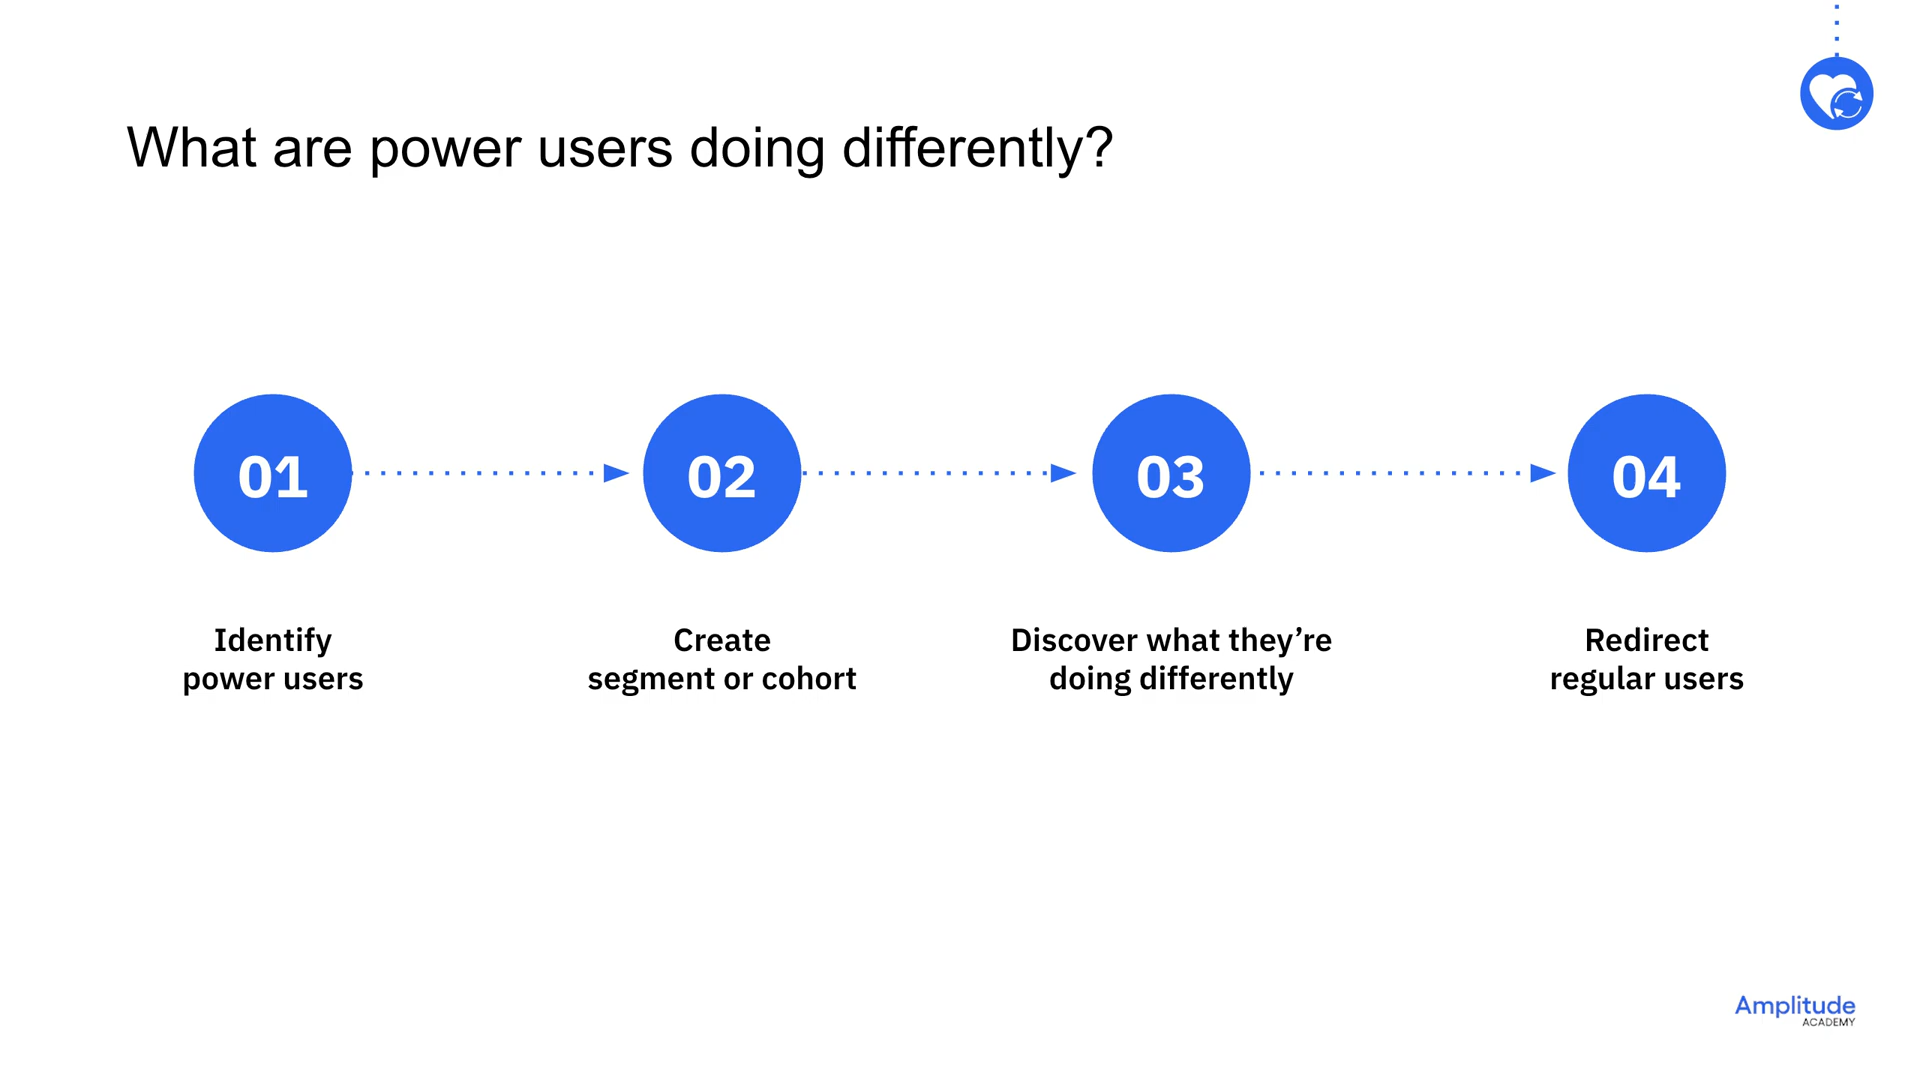 What are power users doing differently?
01
02
03
04
Identify
power users
Create
segment or cohort
Discover what they’re
doing differently
Redirect
regular users
Amplitude
ACADEMY